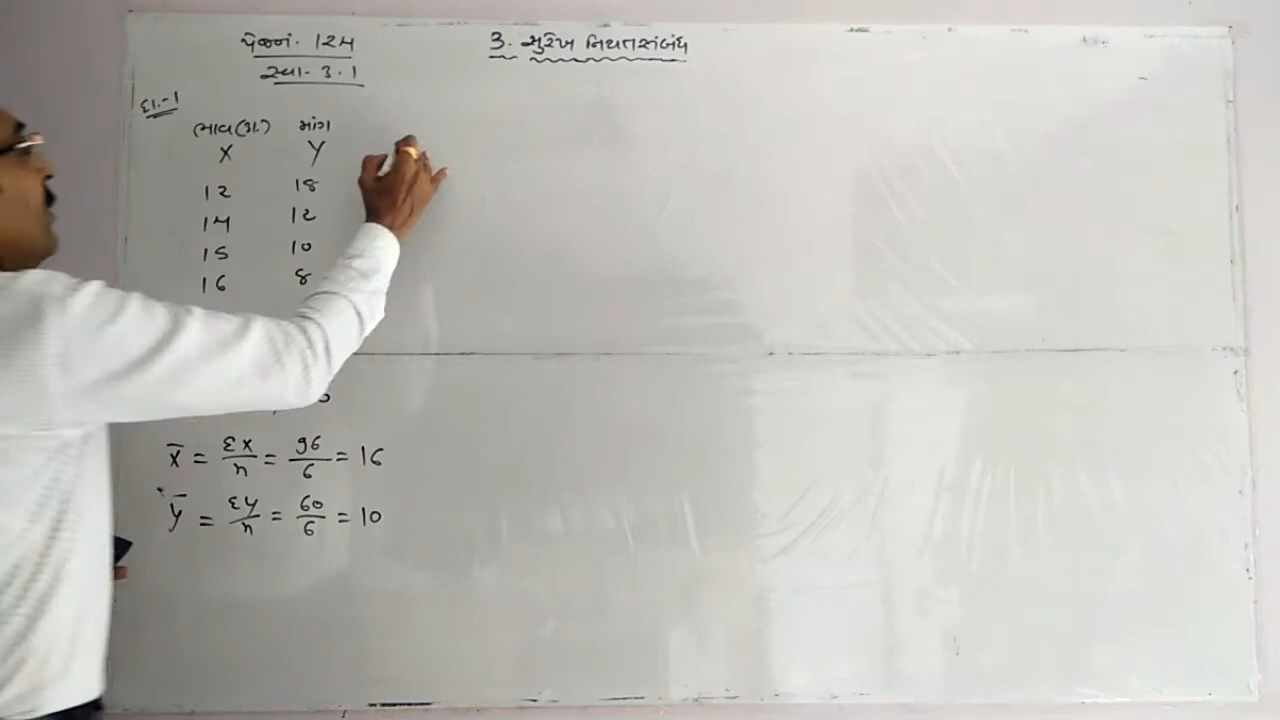 પેજનં. 124
3. સુરેખ નિયતસંબંધ
સ્વા. 3.1
દા.-1
ભાવ(રૂ.) માંગ
X Y
12 18
14 12
15 10
16 8
x̄ = Σx/n = 96/6 = 16
ȳ = Σy/n = 60/6 = 10